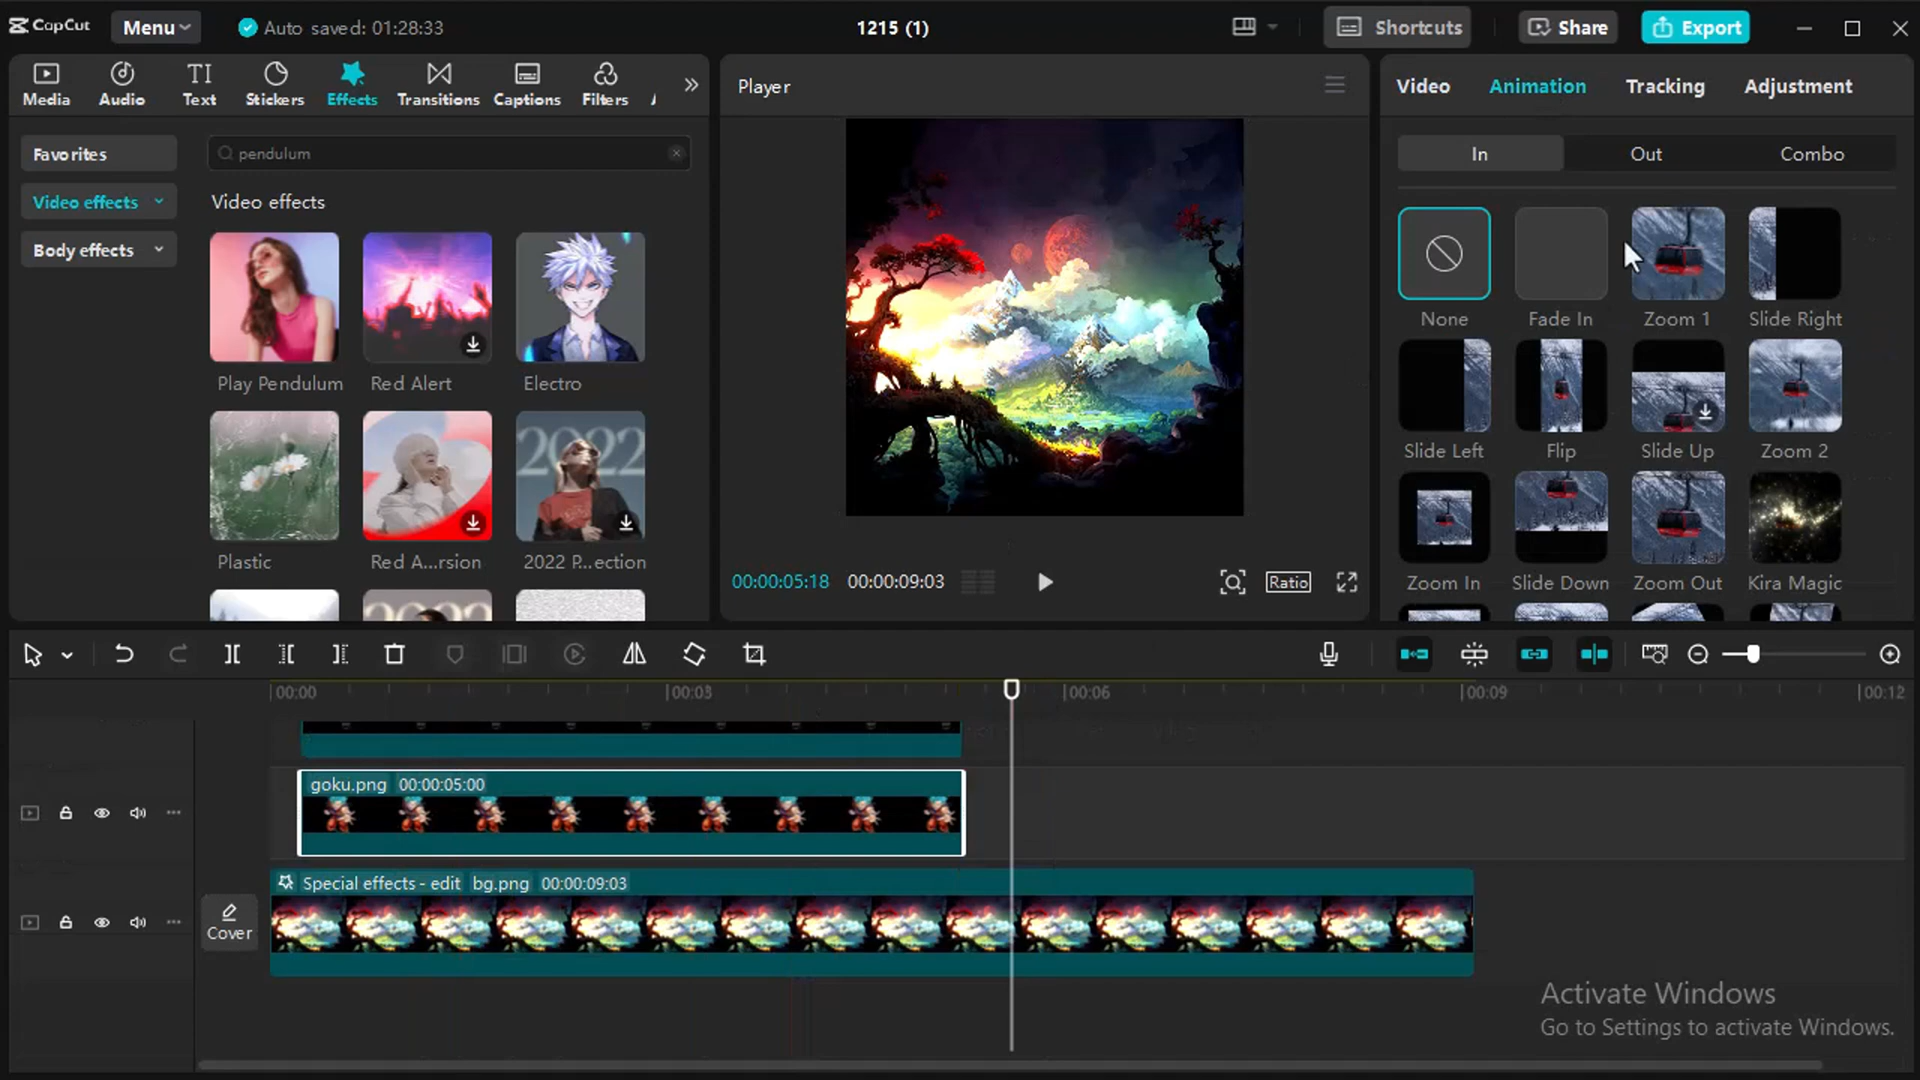 CapCut
Menu
Auto saved: 01:28:33
1215 (1)
Shortcuts
Share
Export
Media
Audio
TI
Text
Stickers
Effects
Transitions
Captions
Filters
Player
Video
Animation
Tracking
Adjustment
Favorites
pendulum
In
Out
Combo
Video effects
Video effects
Body effects
None
Fade In
Zoom 1
Slide Right
Play Pendulum
Red Alert
Electro
2022
Slide Left
Flip
Slide Up
Zoom 2
Plastic
Red A...rsion
2022 P...ection
Zoom In
Slide Down
Zoom Out
Kira Magic
2022
00:00:05:18
00:00:09:03
Ratio
00:00
00:03
00:06
00:09
00:12
goku.png 00:00:05:00
Special effects - edit bg.png 00:00:09:03
Cover
Activate Windows
Go to Settings to activate Windows.